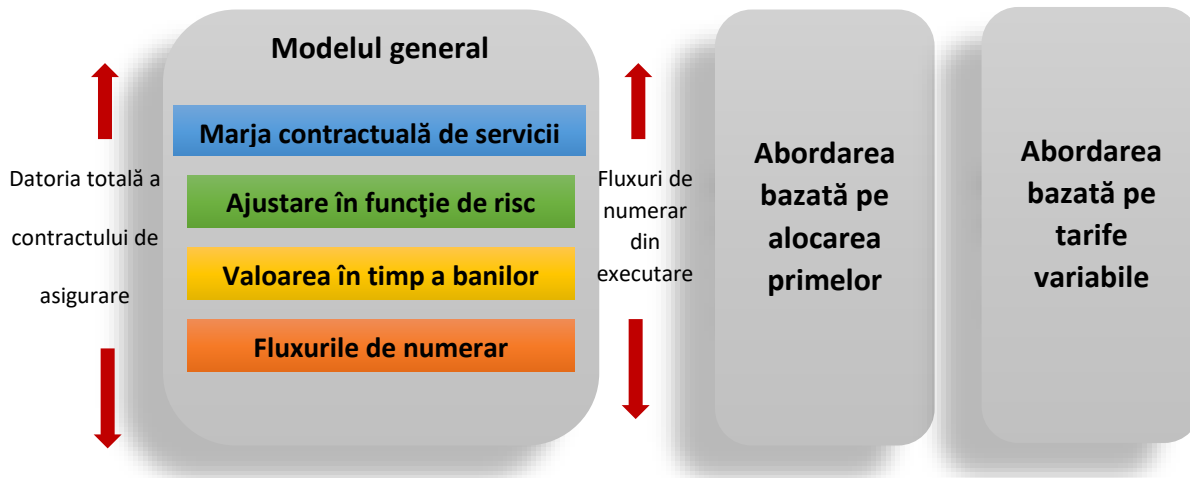 Modelul general
Marja contractuală de servicii
Ajustare în funcţie de risc
Valoarea în timp a banilor
Fluxurile de numerar
Datoria totală a
contractului de
asigurare
Fluxuri de
numerar
din
executare
Abordarea
bazată pe
alocarea
primelor
Abordarea
bazată pe
tarife
variabile